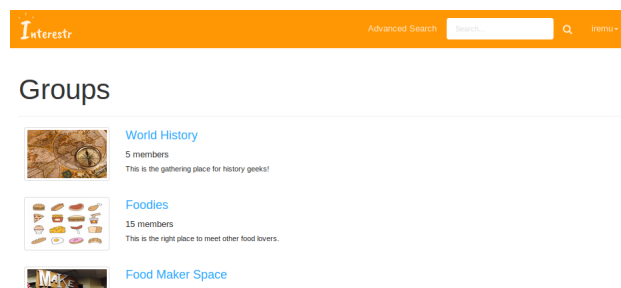 Interestr
Advanced Search
Search...
iremu
Groups
World History
5 members
This is the gathering place for history geeks!
Foodies
15 members
This is the right place to meet other food lovers.
Food Maker Space
MAKE